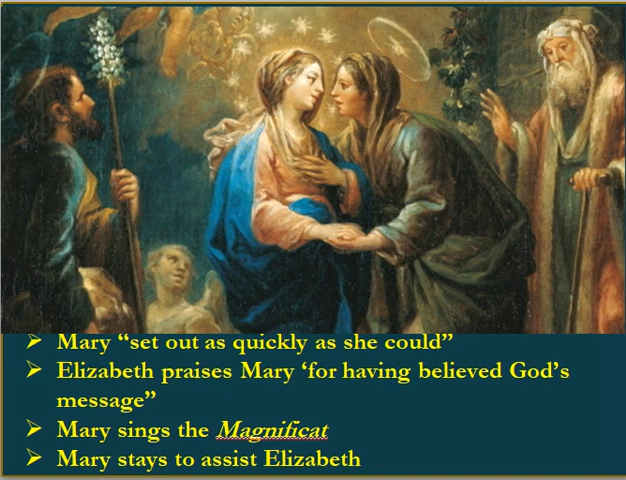 ➢ Mary “set out as quickly as she could”
➢ Elizabeth praises Mary ‘for having believed God’s
message”
➢ Mary sings the Magnificat
➢ Mary stays to assist Elizabeth